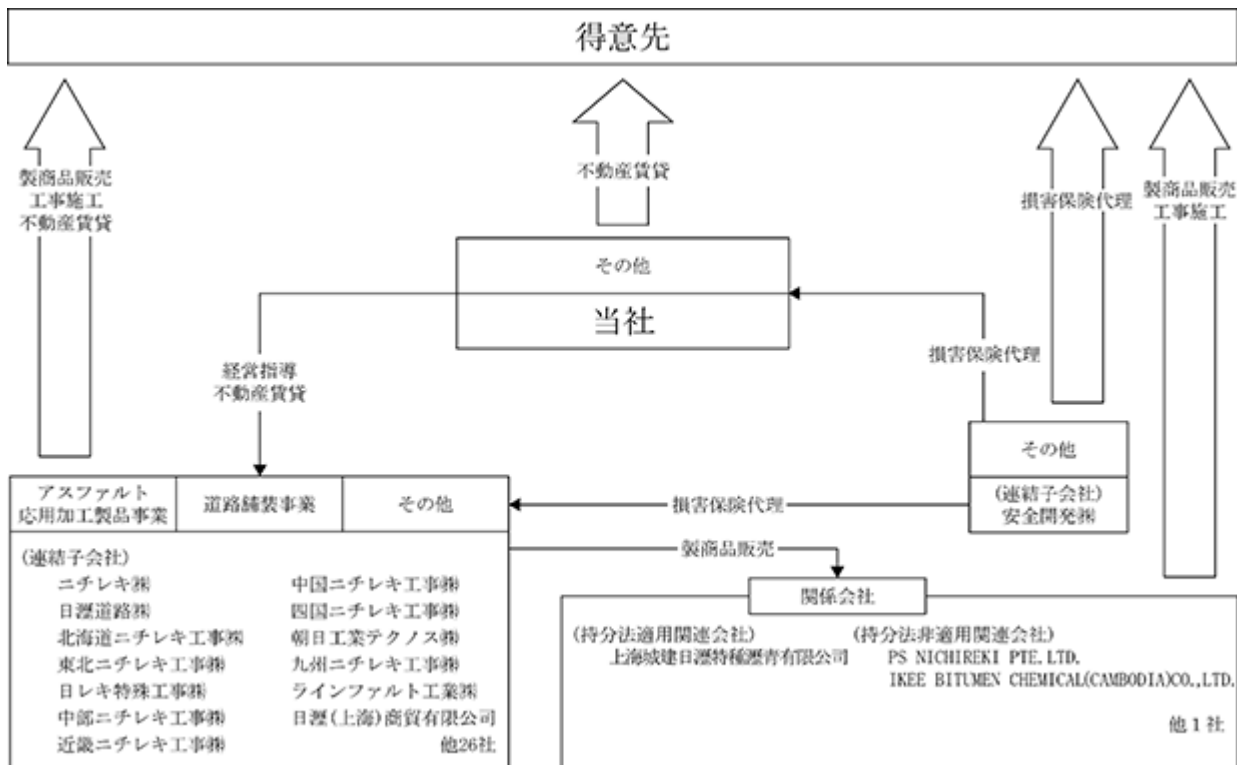 得意先
製商品販売
工事施工
不動産賃貸
不動産賃貸
損害保険代理
製商品販売
工事施工
その他
当社
損害保険代理
経営指導
不動産賃貸
その他
(連結子会社)
安全開発㈱
アスファルト
応用加工製品事業
道路舗装事業
その他
損害保険代理
製商品販売
(連結子会社)
ニチレキ㈱
日瀝道路㈱
北海道ニチレキ工事㈱
東北ニチレキ工事㈱
日レキ特殊工事㈱
中部ニチレキ工事㈱
近畿ニチレキ工事㈱
中国ニチレキ工事㈱
四国ニチレキ工事㈱
朝日工業テクノス㈱
九州ニチレキ工事㈱
ラインファルト工業㈱
日瀝(上海)商貿有限公司
他26社
関係会社
(持分法適用関連会社)
上海城建日瀝特種瀝青有限公司
(持分法非適用関連会社)
PS NICHIREKI PTE.LTD.
IKEE BITUMEN CHEMICAL(CAMBODIA)CO.,LTD.
他1社